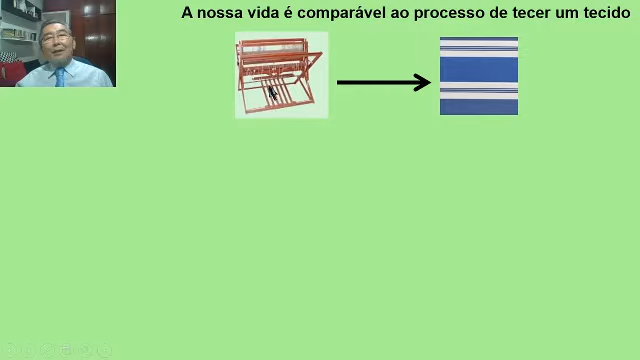 A nossa vida é comparável ao processo de tecer um tecido